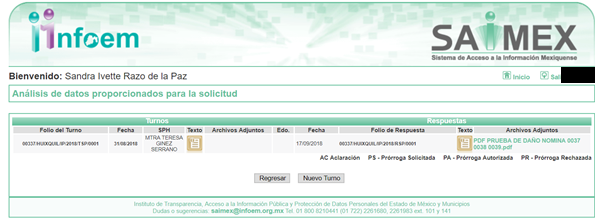 infoem
SAIMEX
Sistema de Acceso a la Información Mexiquense
Bienvenido: Sandra Ivette Razo de la Paz
Inicio
Análisis de datos proporcionados para la solicitud
Turnos Respuestas
Folio del Turno Fecha SPH Texto Archivos Adjuntos Edo. Fecha Folio de Respuesta Texto Archivos Adjuntos
00337/HUIXQUIL/IP/2018/TSP/0001 31/08/2018 MTRA TERESA GINEZ SERRANO 17/09/2018 00337/HUIXQUIL/IP/2018/RSP/0001 PDF PRUEBA DE DAÑO NOMINA 0037 0038 0039.pdf
AC Aclaración PS - Prórroga Solicitada PA - Prórroga Autorizada PR - Prórroga Rechazada
Regresar Nuevo Turno
Instituto de Transparencia, Acceso a la Información Pública y Protección de Datos Personales del Estado de México y Municipios
Dudas o sugerencias: saimex@infoem.org.mx Tel. 01 800 8210441 (01 722) 2261980, 2261983 ext. 101 y 141